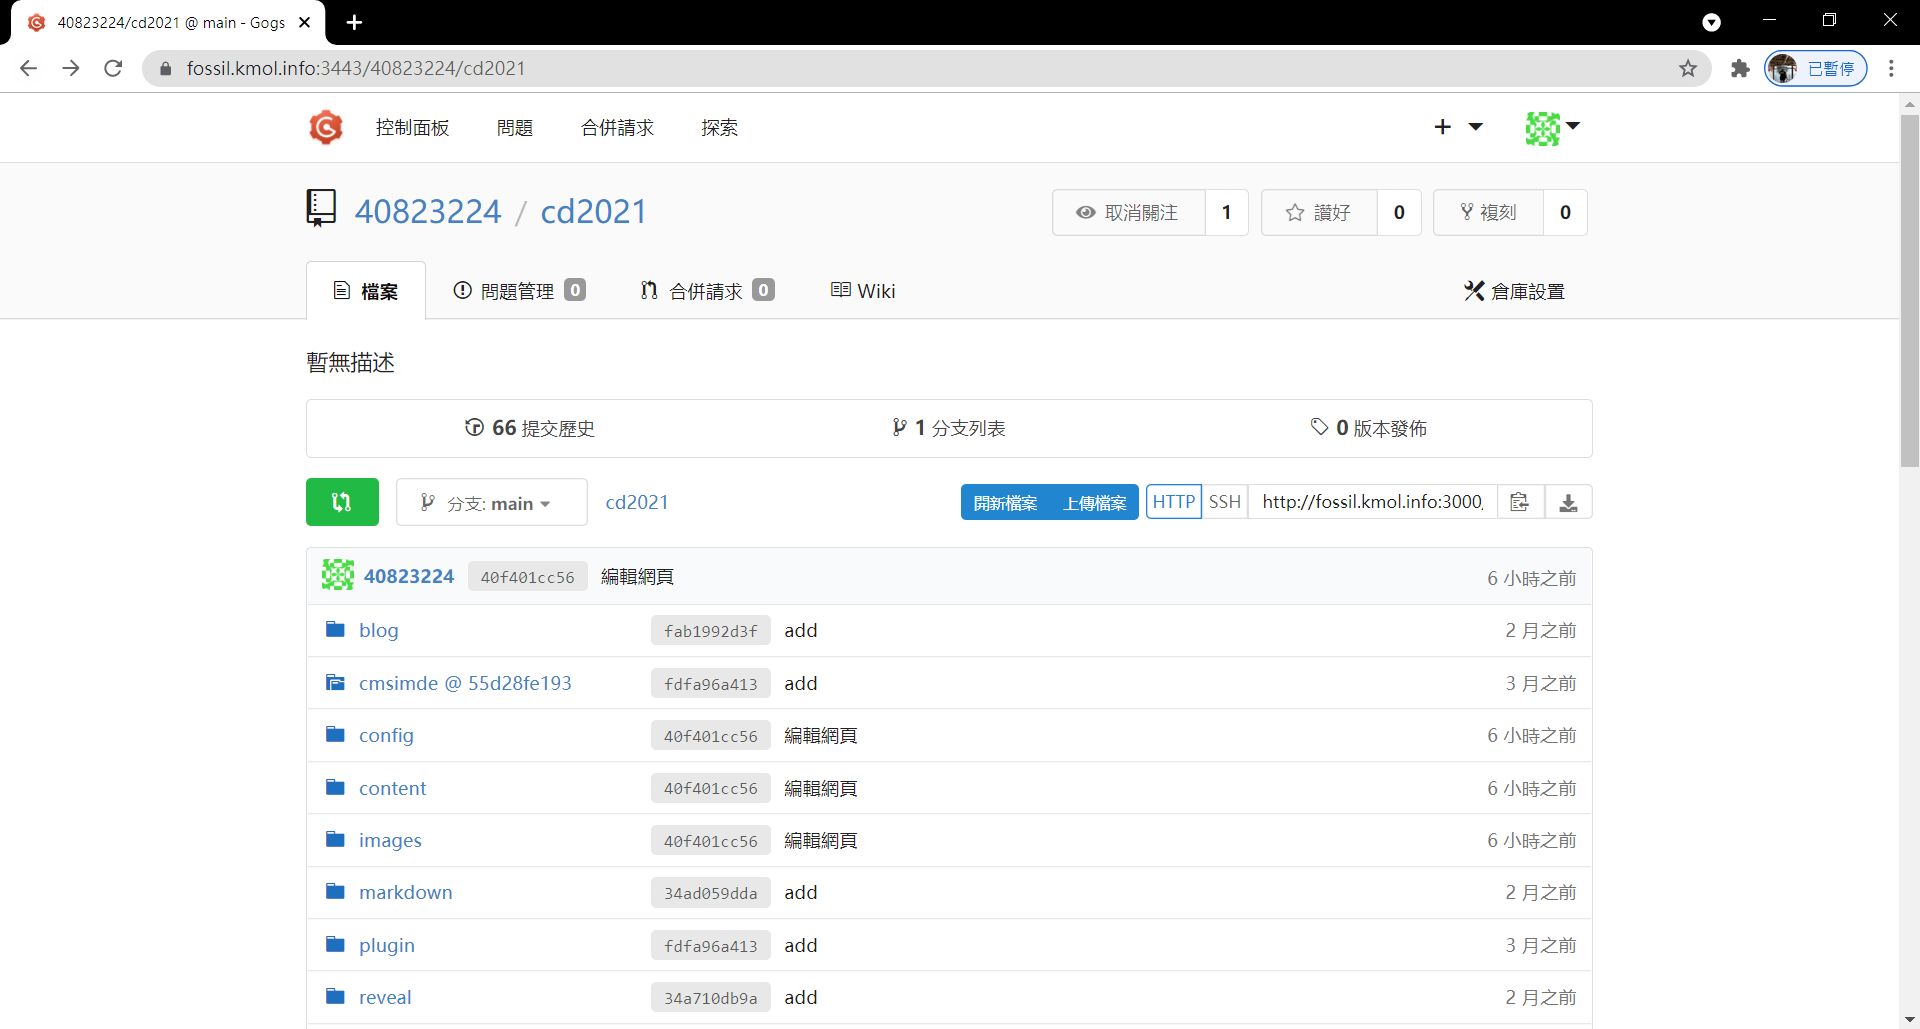 40823224/cd2021 @ main - Gogs
fossil.kmol.info:3443/40823224/cd2021
已暫停
控制面板 問題 合併請求 探索
40823224 / cd2021
取消關注 1 讚好 0 複刻 0
檔案 問題管理 0 合併請求 0 Wiki 倉庫設置
暫無描述
66 提交歷史 1 分支列表 0 版本發佈
分支: main cd2021 開新檔案 上傳檔案 HTTP SSH http://fossil.kmol.info:3000,
40823224 40f401cc56 編輯網頁 6 小時之前
blog fab1992d3f add 2 月之前
cmsimde @ 55d28fe193 fdfa96a413 add 3 月之前
config 40f401cc56 編輯網頁 6 小時之前
content 40f401cc56 編輯網頁 6 小時之前
images 40f401cc56 編輯網頁 6 小時之前
markdown 34ad059dda add 2 月之前
plugin fdfa96a413 add 3 月之前
reveal 34a710db9a add 2 月之前